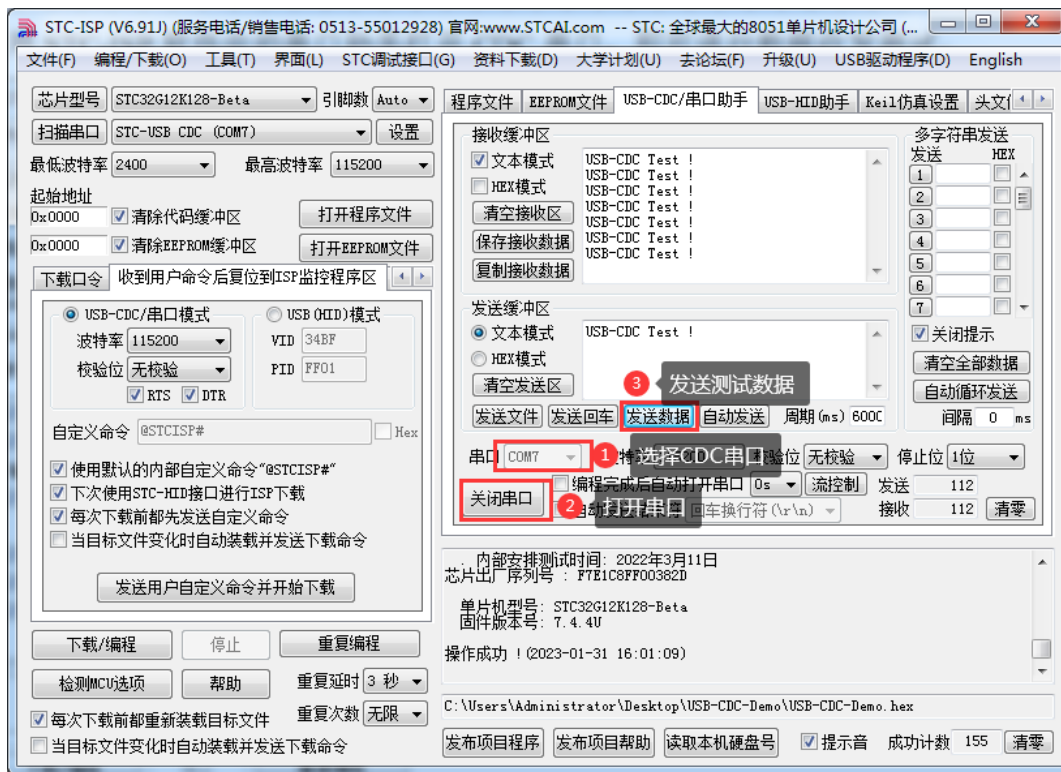 STC-ISP (V6.91J) (服务电话/销售电话: 0513-55012928) 官网:www.STCAI.com -- STC: 全球最大的8051单片机设计公司 (...
文件(F) 编程/下载(O) 工具(T) 界面(L) STC调试接口(G) 资料下载(D) 大学计划(U) 去论坛(F) 升级(U) USB驱动程序(D) English
芯片型号 STC32G12K128-Beta 引脚数 Auto
扫描串口 STC-USB CDC (COM7) 设置
最低波特率 2400 最高波特率 115200
起始地址
0x0000 清除代码缓冲区 打开程序文件
0x0000 清除EEPROM缓冲区 打开EEPROM文件
下载口令 收到用户命令后复位到ISP监控程序区
USB-CDC/串口模式 USB(HID)模式
波特率 115200 VID 34BF
校验位 无校验 PID FF01
RTS DTR
自定义命令 @STCISP# Hex
使用默认的内部自定义命令"@STCISP#"
下次使用STC-HID接口进行ISP下载
每次下载前都先发送自定义命令
当目标文件变化时自动装载并发送下载命令
发送用户自定义命令并开始下载
下载/编程 停止 重复编程
检测MCU选项 帮助 重复延时 3 秒
每次下载前都重新装载目标文件 重复次数 无限
当目标文件变化时自动装载并发送下载命令
程序文件 EEPROM文件 USB-CDC/串口助手 USB-HID助手 Keil仿真设置 头文
接收缓冲区
文本模式
HEX模式
清空接收区
保存接收数据
复制接收数据
USB-CDC Test !
USB-CDC Test !
USB-CDC Test !
USB-CDC Test !
USB-CDC Test !
USB-CDC Test !
USB-CDC Test !
多字符串发送
发送 HEX
1
2
3
4
5
6
7
关闭提示
清空全部数据
自动循环发送
间隔 0 ms
发送缓冲区
文本模式
HEX模式
清空发送区
USB-CDC Test !
3 发送测试数据
发送文件 发送回车 发送数据 自动发送 周期(ms) 6000
串口 COM7 1 选择CDC串口 校验位 无校验 停止位 1位
关闭串口 编程完成后自动打开串口 0s 流控制 发送 112
2 打开串口 回车换行符(\r\n) 接收 112 清零
. 内部安排测试时间: 2022年3月11日
芯片出厂序列号 : F7E1C8FF00382D
单片机型号: STC32G12K128-Beta
固件版本号: 7.4.4U
操作成功 !(2023-01-31 16:01:09)
C:\Users\Administrator\Desktop\USB-CDC-Demo\USB-CDC-Demo.hex
发布项目程序 发布项目帮助 读取本机硬盘号 提示音 成功计数 155 清零